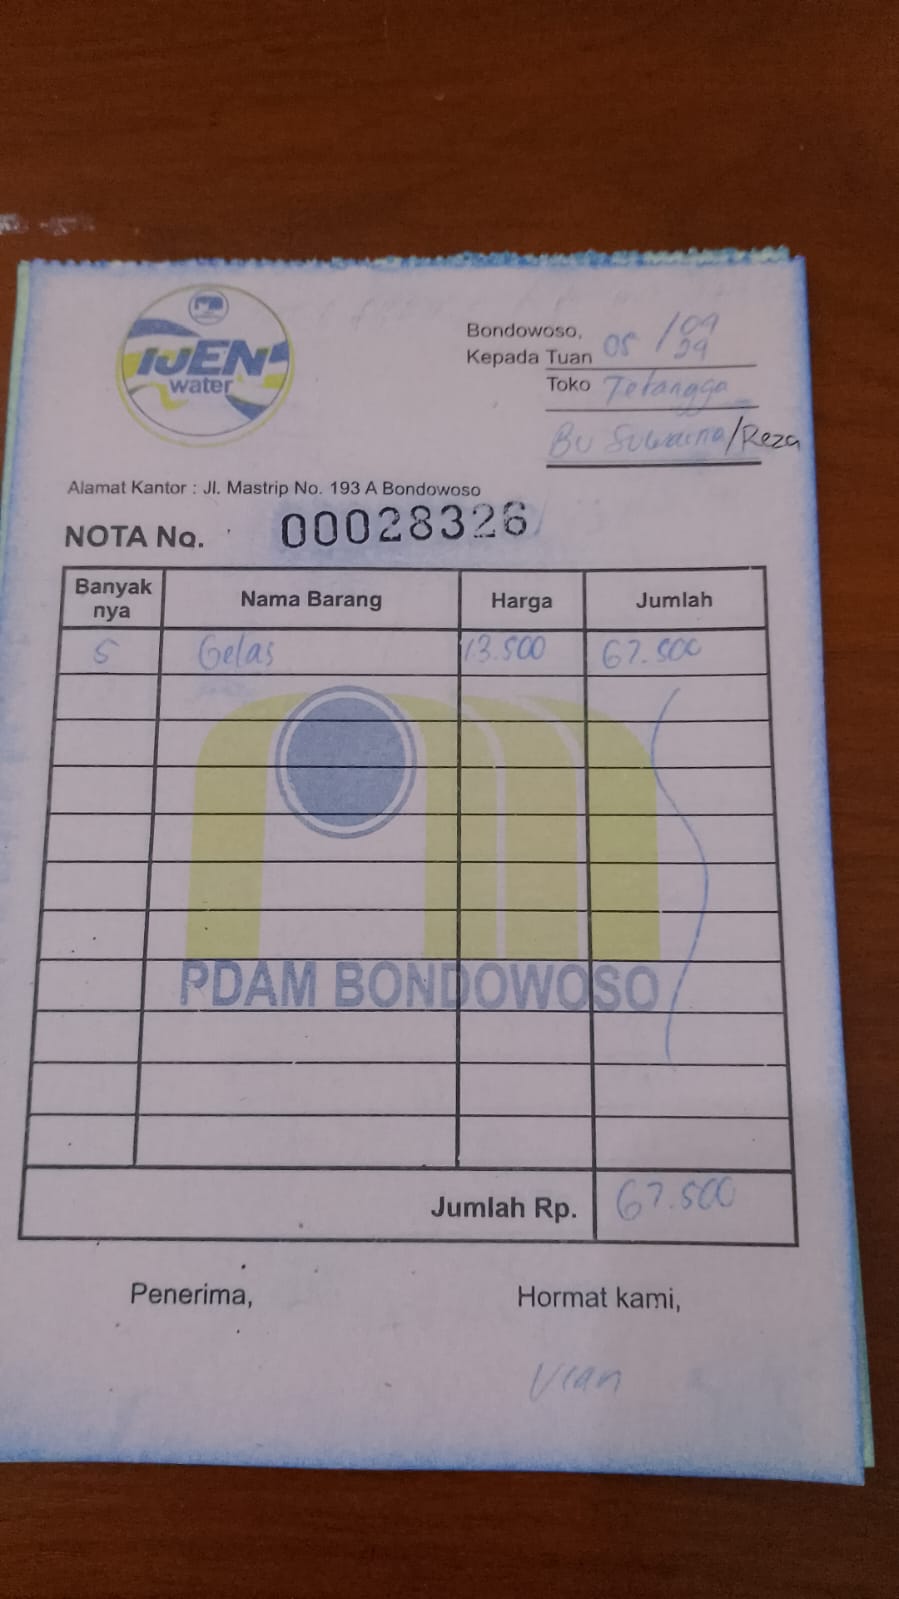 IJEN
water
Bondowoso, 05/09
24
Kepada Tuan
Toko Tetangga
Bu Suwarna/Reza
Alamat Kantor : Jl. Mastrip No. 193 A Bondowoso
NOTA No. 00028326
Banyak nya Nama Barang Harga Jumlah
5 Gelas 13.500 67.500
PDAM BONDOWOSO
Jumlah Rp. 67.500
Penerima, Hormat kami,